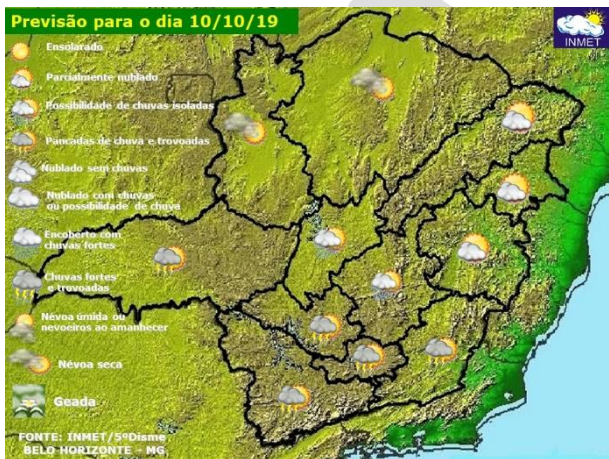 Previsão para o dia 10/10/19
INMET
Ensolarado
Parcialmente nublado
Possibilidade de chuvas isoladas
Pancadas de chuva e trovoadas
Nublado sem chuvas
Nublado com chuvas
ou possibilidade de chuva
Encoberto com
chuvas fortes
Chuvas fortes
e trovoadas
Névoa úmida ou
nevoeiros ao amanhecer
Névoa seca
Geada
FONTE: INMET/5ºDisme
BELO HORIZONTE - MG